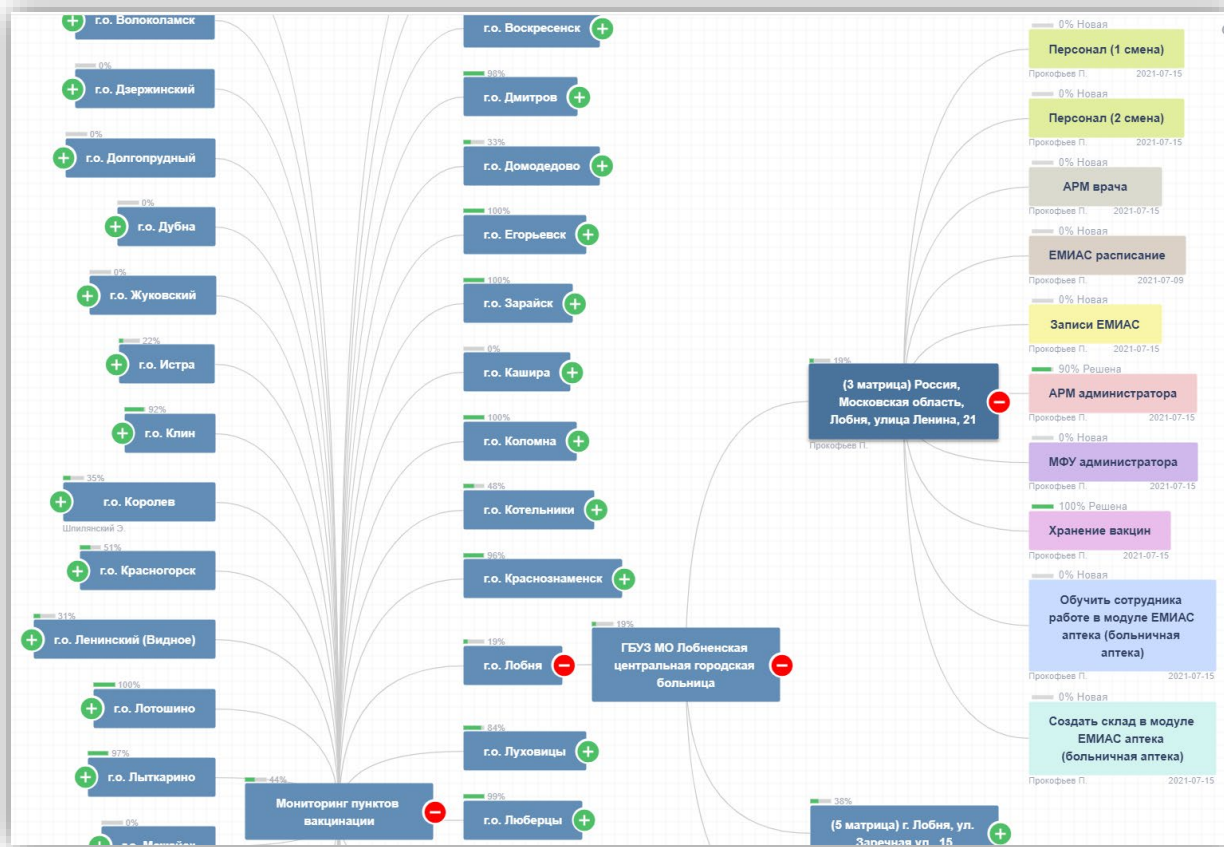 г.о. Волоколамск
0%
г.о. Дзержинский
0%
г.о. Долгопрудный
0%
г.о. Дубна
0%
г.о. Жуковский
22%
г.о. Истра
92%
г.о. Клин
35%
г.о. Королев
Шпилянский Э.
51%
г.о. Красногорск
31%
г.о. Ленинский (Видное)
100%
г.о. Лотошино
97%
г.о. Лыткарино
0%
44%
Мониторинг пунктов
вакцинации
г.о. Воскресенск
98%
г.о. Дмитров
33%
г.о. Домодедово
100%
г.о. Егорьевск
100%
г.о. Зарайск
0%
г.о. Кашира
100%
г.о. Коломна
48%
г.о. Котельники
96%
г.о. Краснознаменск
19%
г.о. Лобня
84%
г.о. Луховицы
99%
г.о. Люберцы
19%
ГБУЗ МО Лобненская
центральная городская
больница
19%
(3 матрица) Россия,
Московская область,
Лобня, улица Ленина, 21
Прокофьев П.
38%
(5 матрица) г. Лобня, ул.
Заречная ул., 15
0% Новая
Персонал (1 смена)
Прокофьев П. 2021-07-15
0% Новая
Персонал (2 смена)
Прокофьев П. 2021-07-15
0% Новая
АРМ врача
Прокофьев П. 2021-07-15
0% Новая
ЕМИАС расписание
Прокофьев П. 2021-07-09
0% Новая
Записи ЕМИАС
Прокофьев П. 2021-07-15
90% Решена
АРМ администратора
Прокофьев П. 2021-07-15
0% Новая
МФУ администратора
Прокофьев П. 2021-07-15
100% Решена
Хранение вакцин
Прокофьев П. 2021-07-15
0% Новая
Обучить сотрудника
работе в модуле ЕМИАС
аптека (больничная
аптека)
Прокофьев П. 2021-07-15
0% Новая
Создать склад в модуле
ЕМИАС аптека
(больничная аптека)
Прокофьев П. 2021-07-15